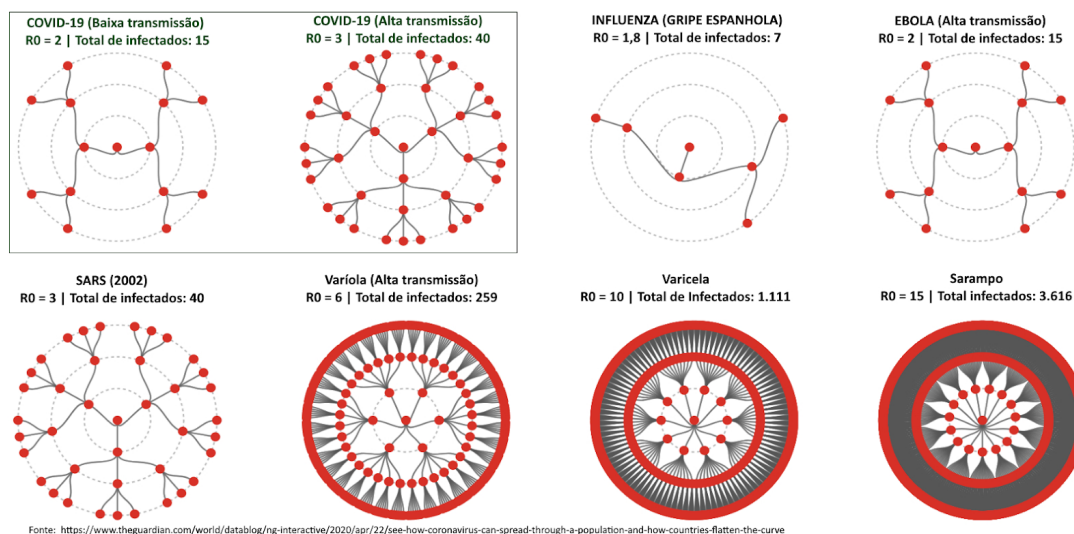 COVID-19 (Baixa transmissão)
R0 = 2 | Total de infectados: 15
COVID-19 (Alta transmissão)
R0 = 3 | Total de infectados: 40
INFLUENZA (GRIPE ESPANHOLA)
R0 = 1,8 | Total de infectados: 7
EBOLA (Alta transmissão)
R0 = 2 | Total de infectados: 15
SARS (2002)
R0 = 3 | Total de infectados: 40
Varíola (Alta transmissão)
R0 = 6 | Total de infectados: 259
Varicela
R0 = 10 | Total de Infectados: 1.111
Sarampo
R0 = 15 | Total infectados: 3.616
Fonte: https://www.theguardian.com/world/datablog/ng-interactive/2020/apr/22/see-how-coronavirus-can-spread-through-a-population-and-how-countries-flatten-the-curve